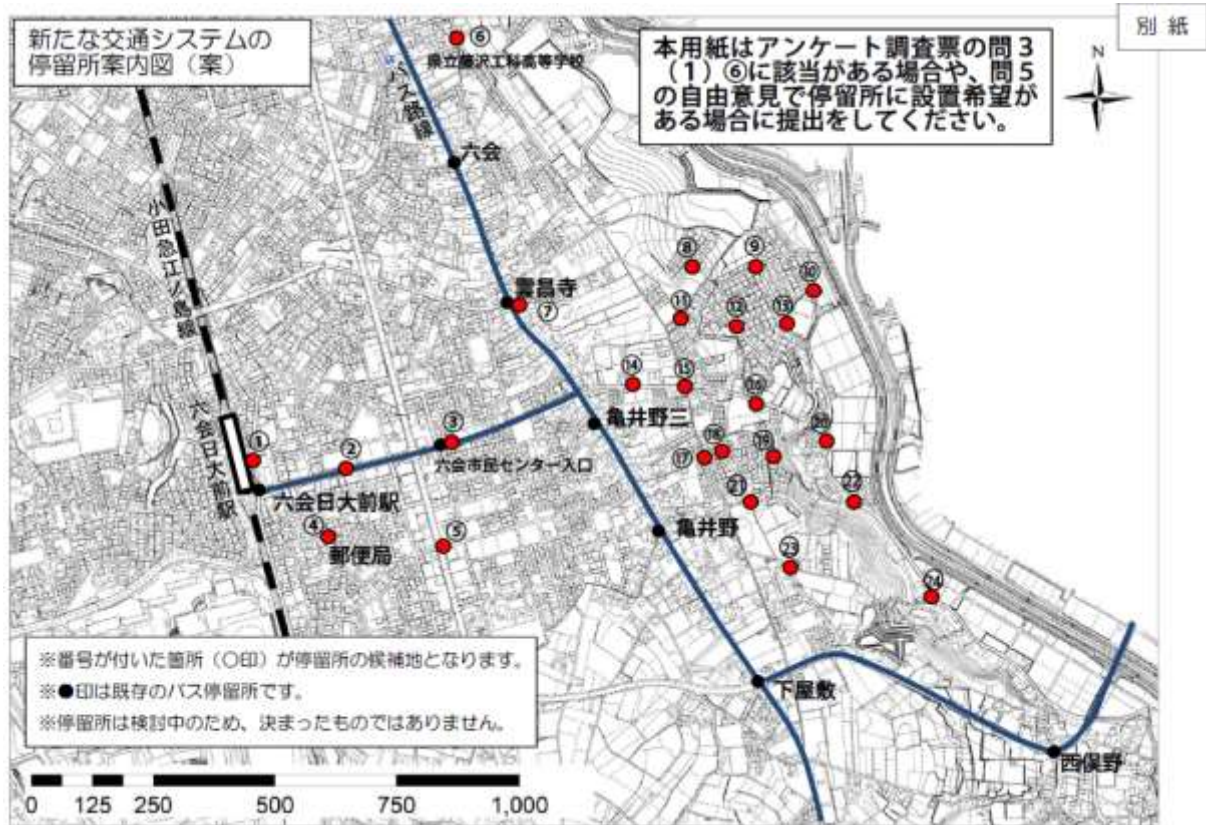 別 紙
新たな交通システムの
停留所案内図（案）
本用紙はアンケート調査票の問３
（１）⑥に該当がある場合や、問５
の自由意見で停留所に設置希望が
ある場合に提出をしてください。
N
⑥
県立藤沢工科高等学校
バス路線
六会
小田急江ノ島線
⑧
⑨
⑩
雲昌寺
⑦
⑪
⑫
⑬
⑭
⑮
⑯
六会日大前駅
①
②
③
六会市民センター入口
亀井野三
⑰
⑱
⑲
⑳
六会日大前駅
④
郵便局
⑤
亀井野
㉑
㉒
㉓
㉔
下屋敷
西俣野
※番号が付いた箇所（〇印）が停留所の候補地となります。
※●印は既存のバス停留所です。
※停留所は検討中のため、決まったものではありません。
0 125 250 500 750 1,000